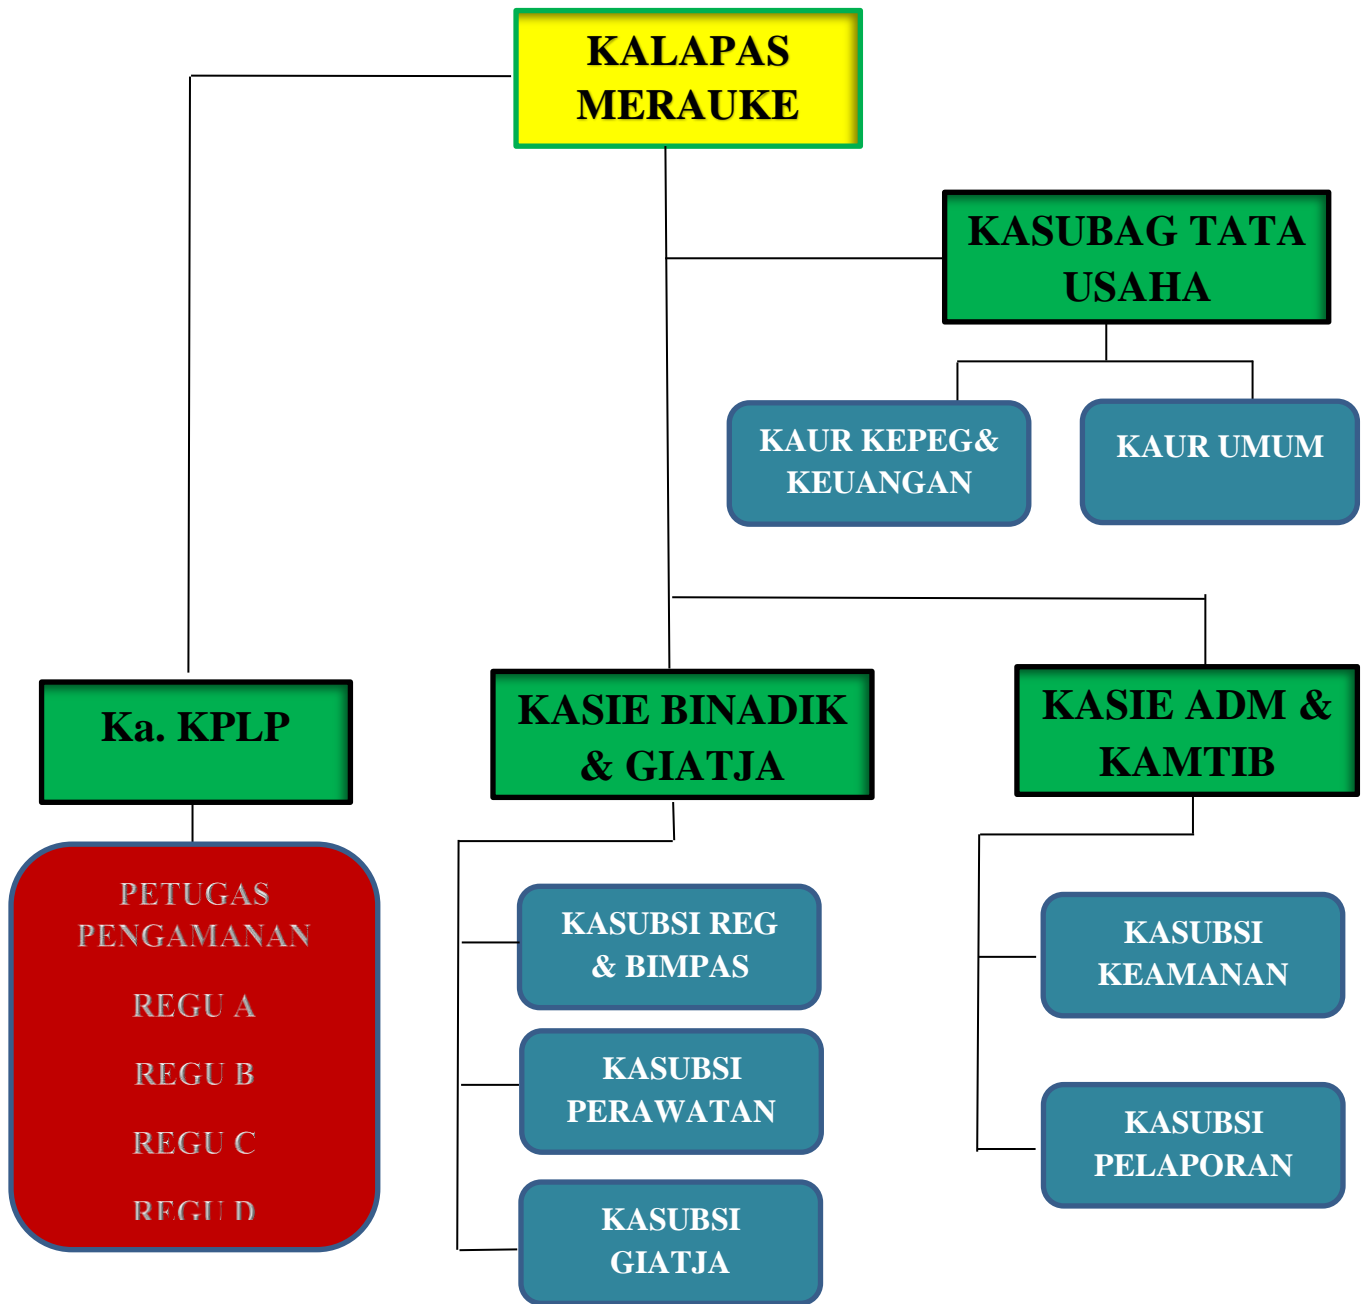 KALAPAS
MERAUKE
KASUBAG TATA
USAHA
KAUR KEPEG&
KEUANGAN
KAUR UMUM
Ka. KPLP
KASIE BINADIK
& GIATJA
KASIE ADM &
KAMTIB
PETUGAS
PENGAMANAN
REGU A
REGU B
REGU C
REGU D
KASUBSI REG
& BIMPAS
KASUBSI
PERAWATAN
KASUBSI
GIATJA
KASUBSI
KEAMANAN
KASUBSI
PELAPORAN